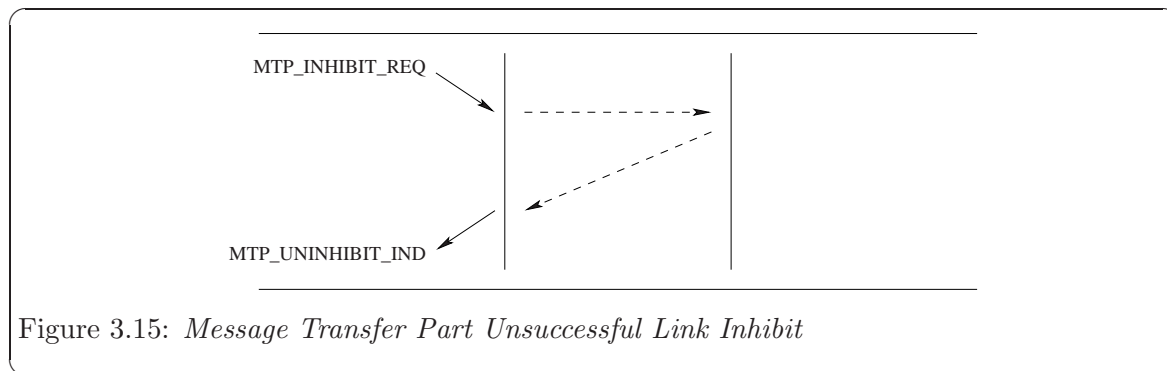 MTP_INHIBIT_REQ
MTP_UNINHIBIT_IND
Figure 3.15: Message Transfer Part Unsuccessful Link Inhibit